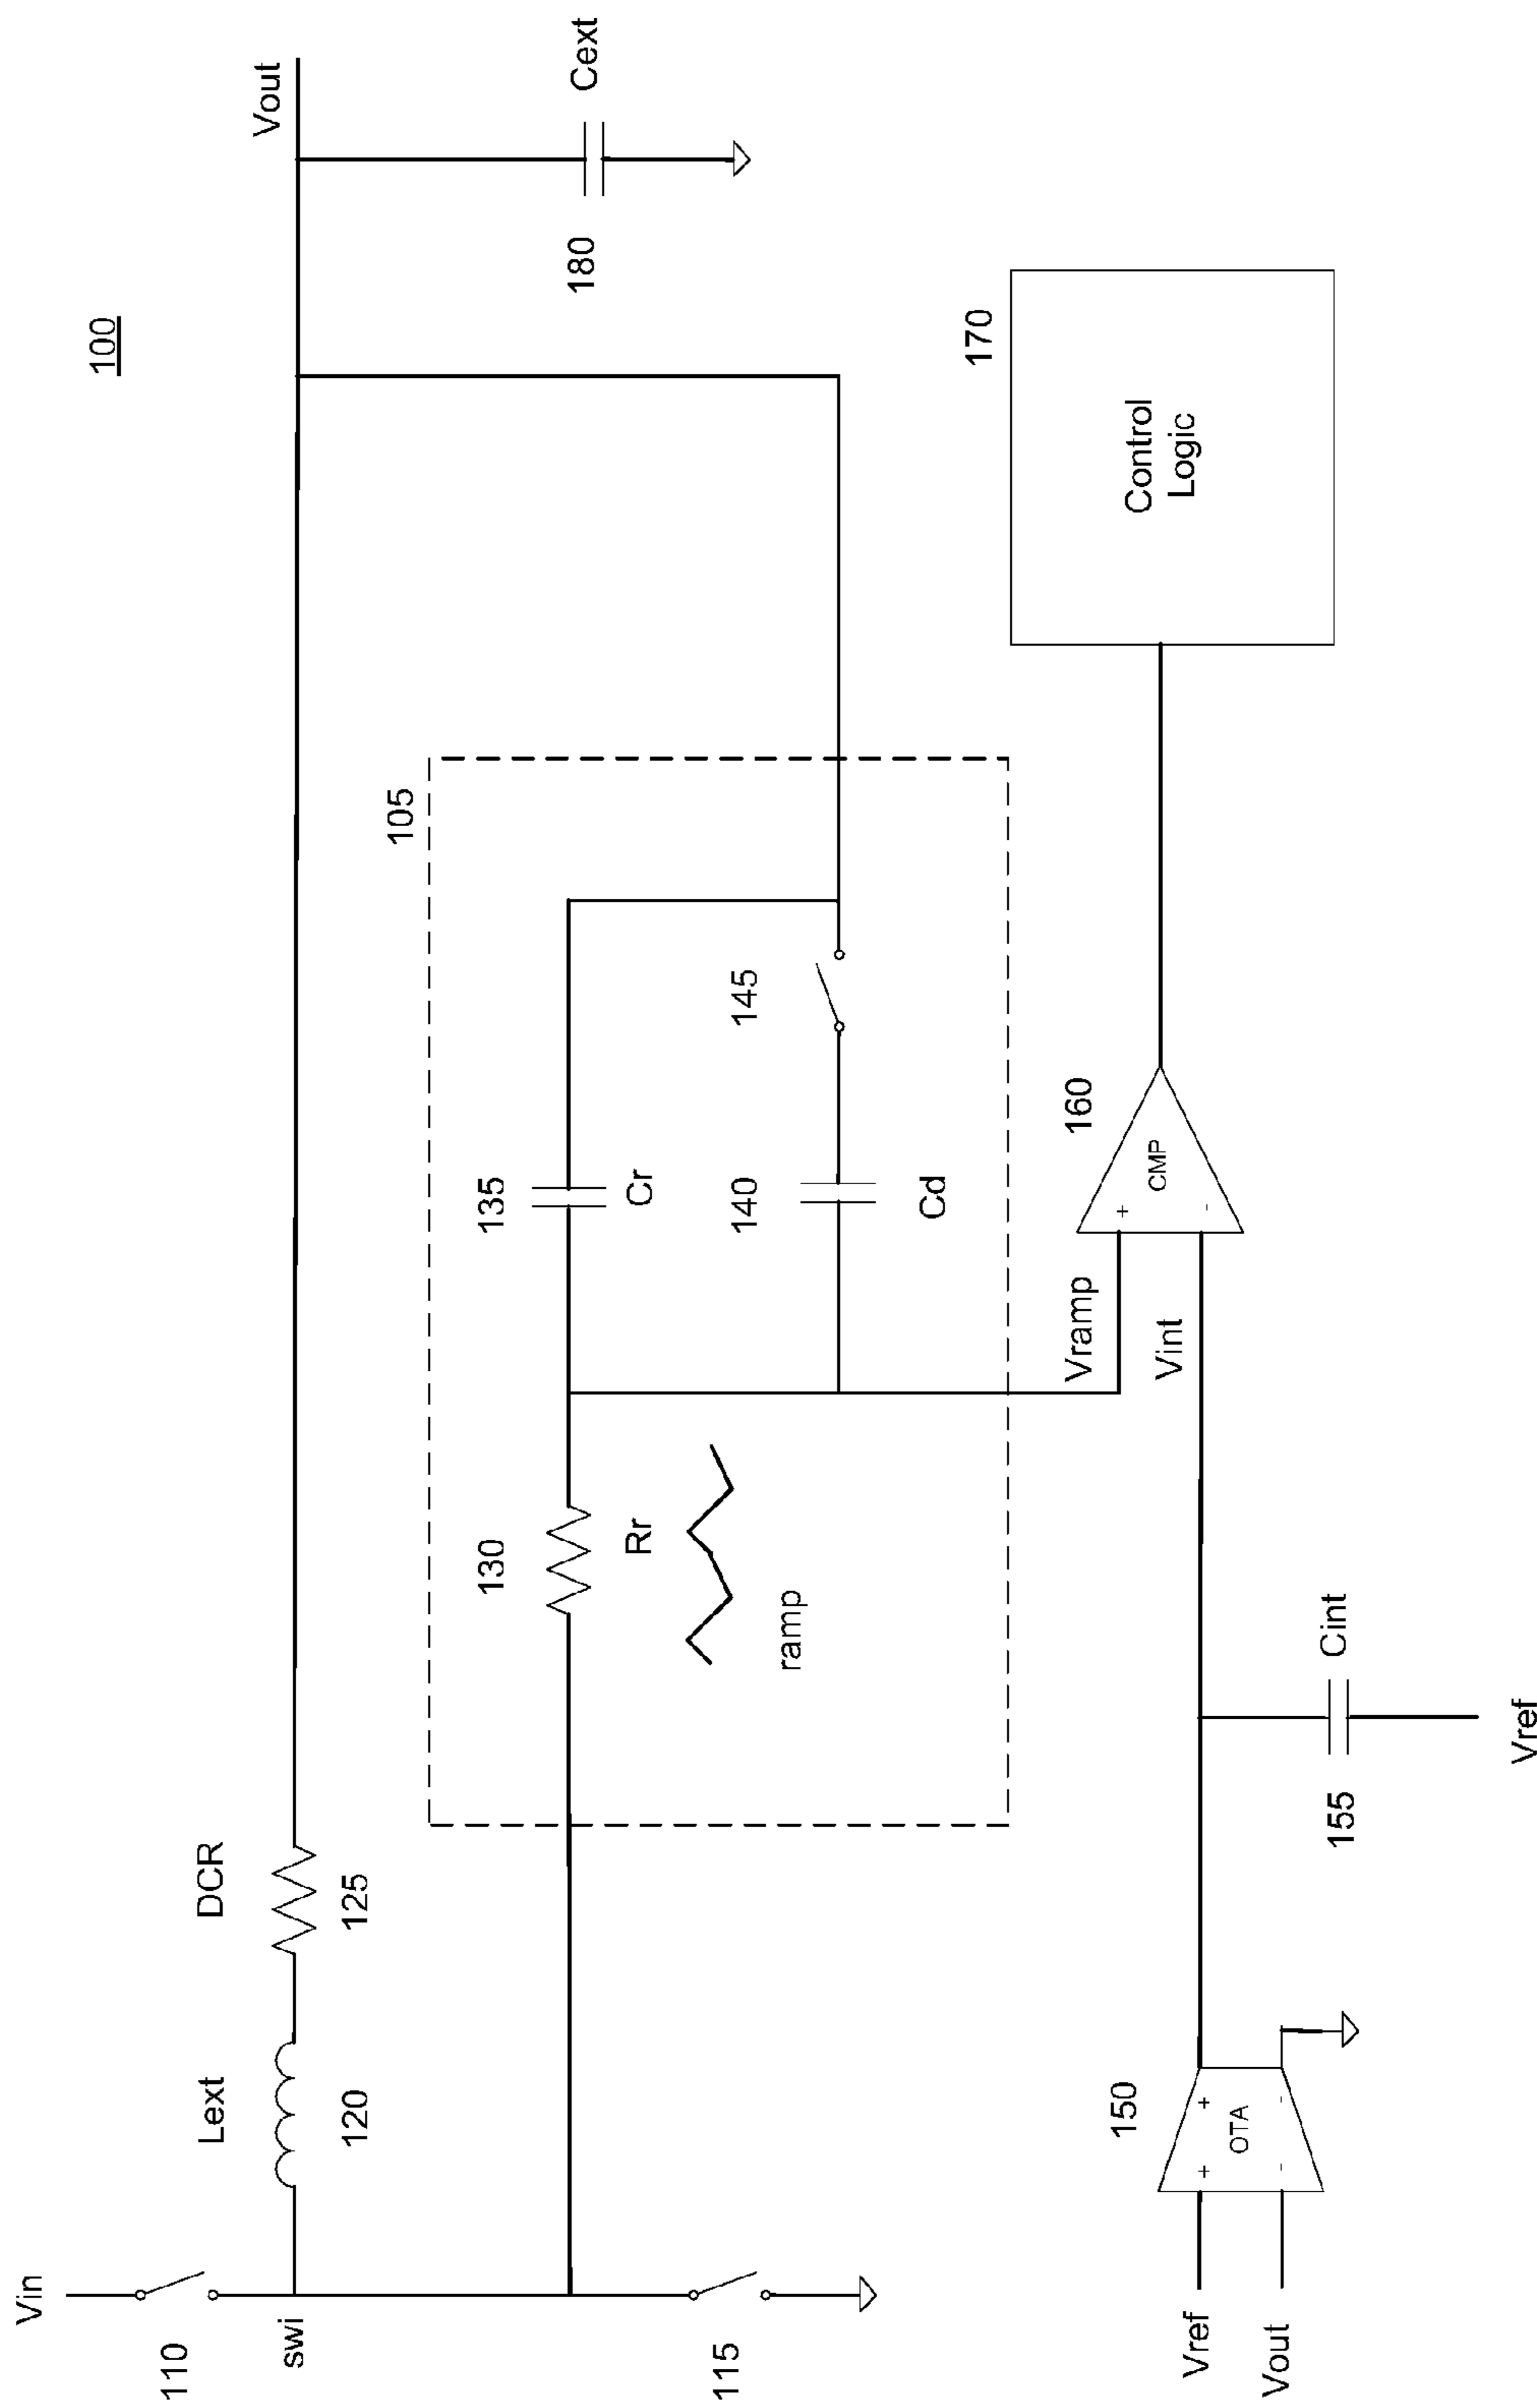 100
Vin
110
swi
115
Lext
120
DCR
125
Vout
180
Cext
105
130
Rr
ramp
135
Cr
140
Cd
145
Vref
Vout
150
+
-
+
-
OTA
155
Cint
Vref
Vramp
Vint
160
+
-
CMP
170
Control
Logic